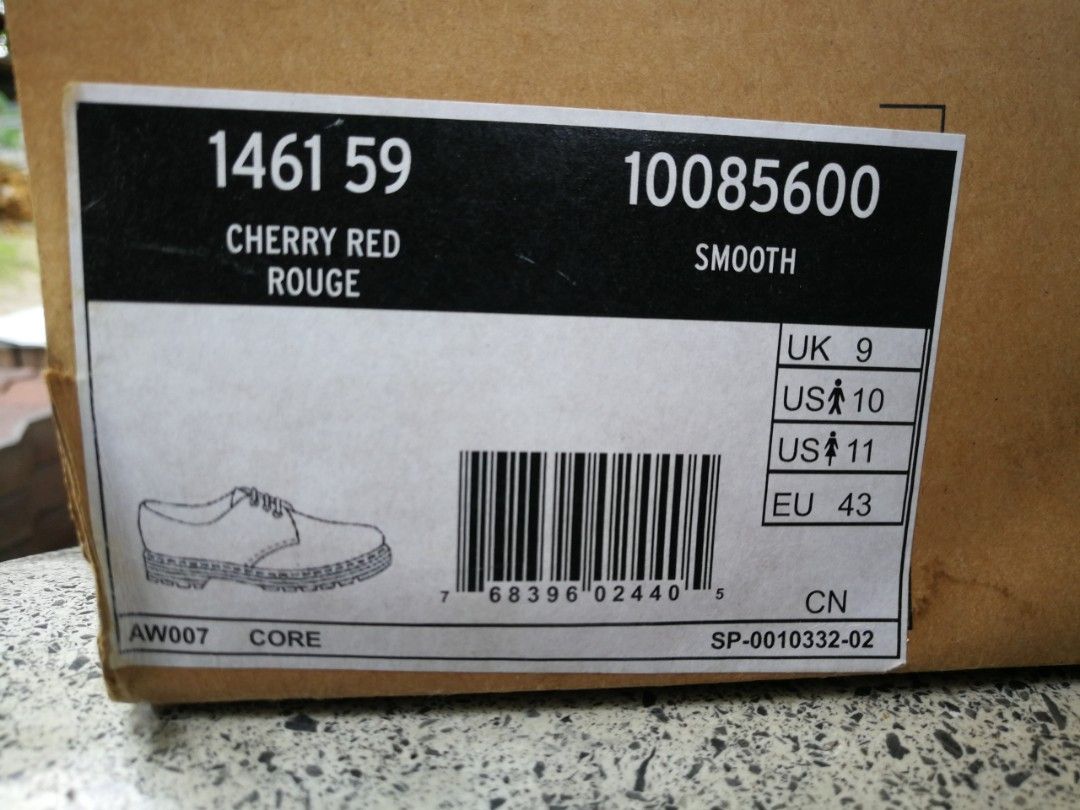 1461 59
CHERRY RED
ROUGE
10085600
SMOOTH
UK 9
US 10
US 11
EU 43
7 68396 02440 5
CN
AW007 CORE
SP-0010332-02